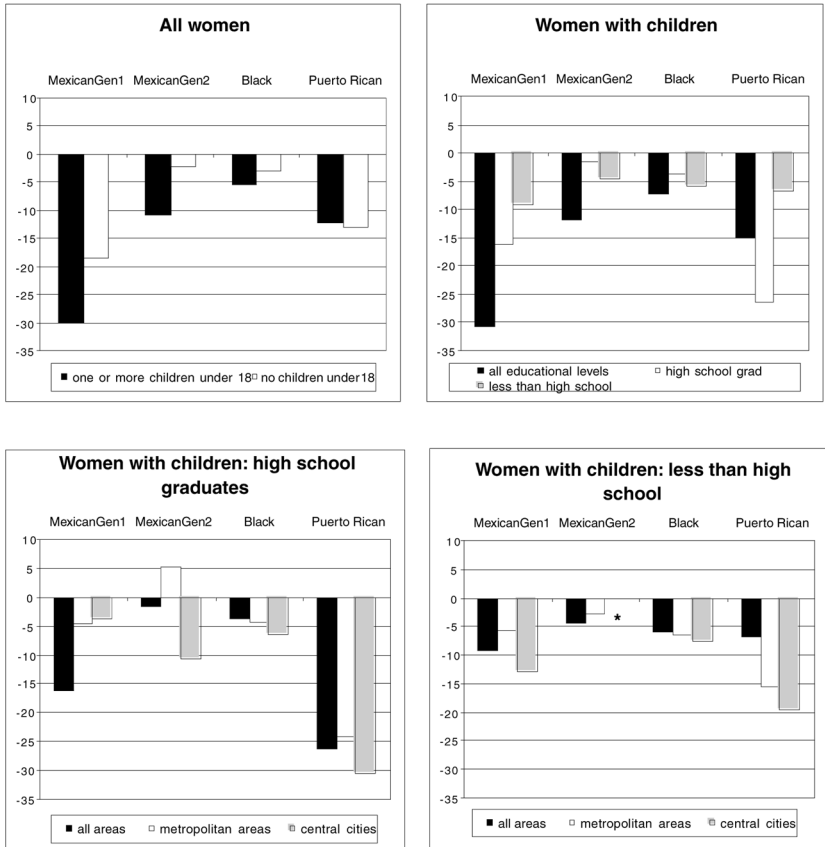 All women
MexicanGen1 MexicanGen2 Black Puerto Rican
10
5
0
-5
-10
-15
-20
-25
-30
-35
one or more children under 18 no children under18
Women with children
MexicanGen1 MexicanGen2 Black Puerto Rican
10
5
0
-5
-10
-15
-20
-25
-30
-35
all educational levels high school grad
less than high school
Women with children: high school
graduates
MexicanGen1 MexicanGen2 Black Puerto Rican
10
5
0
-5
-10
-15
-20
-25
-30
-35
all areas metropolitan areas central cities
Women with children: less than high
school
MexicanGen1 MexicanGen2 Black Puerto Rican
10
5
0
*
-5
-10
-15
-20
-25
-30
-35
all areas metropolitan areas central cities